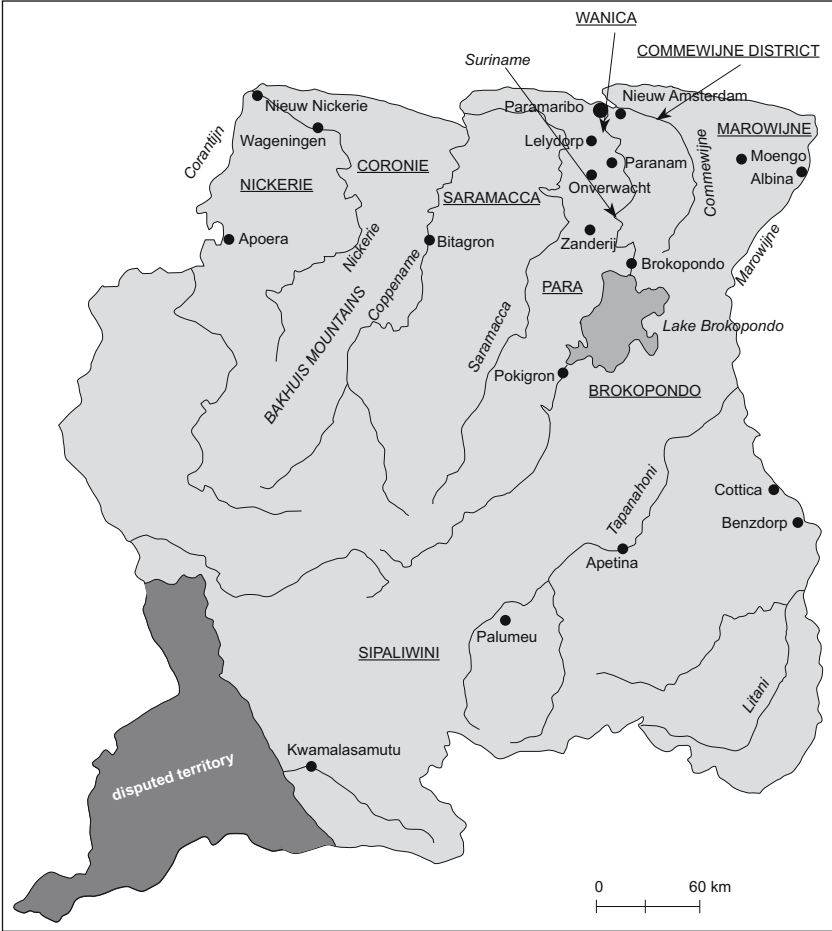 WANICA
COMMEWIJNE DISTRICT
Suriname
Nieuw Nickerie
Paramaribo
Nieuw Amsterdam
Wageningen
Lelydorp
MAROWIJNE
Corantijn
CORONIE
Paranam
Commewijne
Moengo
Albina
NICKERIE
SARAMACCA
Onverwacht
Apoera
Nickerie
Bitagron
Zanderij
Marowijne
Brokopondo
Coppename
PARA
BAKHUIS MOUNTAINS
Saramacca
Lake Brokopondo
Pokigron
BROKOPONDO
Tapanahoni
Cottica
Benzdorp
Apetina
Palumeu
SIPALIWINI
Litani
Kwamalasamutu
disputed territory
0 60 km